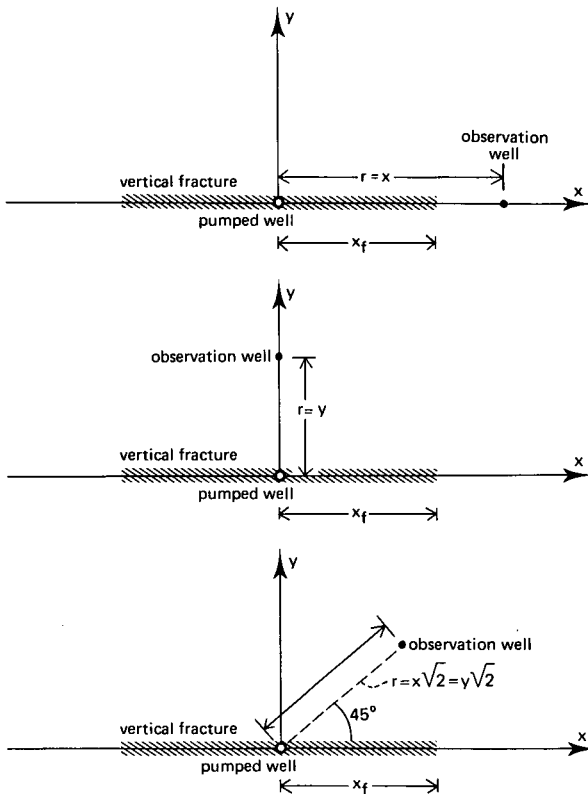 y
observation
well
r = x
vertical fracture
x
pumped well
x_f
y
observation well
r = y
vertical fracture
x
pumped well
x_f
y
observation well
r = x√2 = y√2
45°
vertical fracture
x
pumped well
x_f